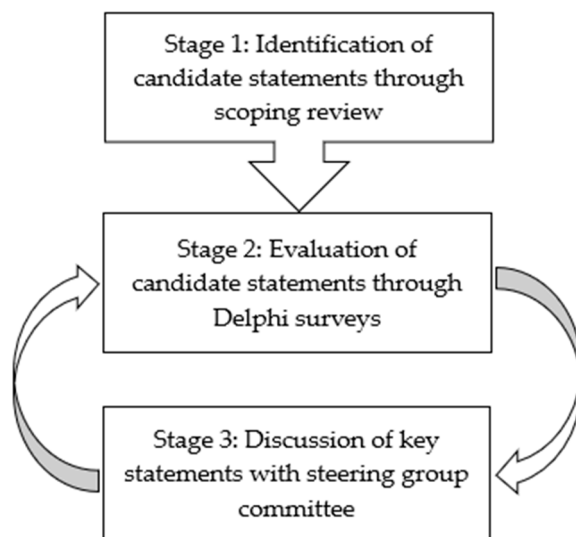 Stage 1: Identification of
candidate statements through
scoping review
Stage 2: Evaluation of
candidate statements through
Delphi surveys
Stage 3: Discussion of key
statements with steering group
committee